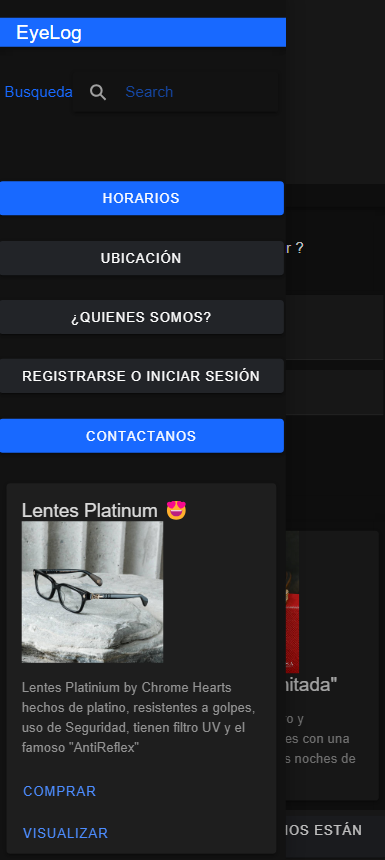 EyeLog
Busqueda
Search
HORARIOS
UBICACIÓN
¿QUIENES SOMOS?
REGISTRARSE O INICIAR SESIÓN
CONTACTANOS
Lentes Platinum 😍
Lentes Platinium by Chrome Hearts
hechos de platino, resistentes a golpes,
uso de Seguridad, tienen filtro UV y el
famoso "AntiReflex"
COMPRAR
VISUALIZAR
r ?
nitada"
o y
es con una
s noches de
IOS ESTÁN